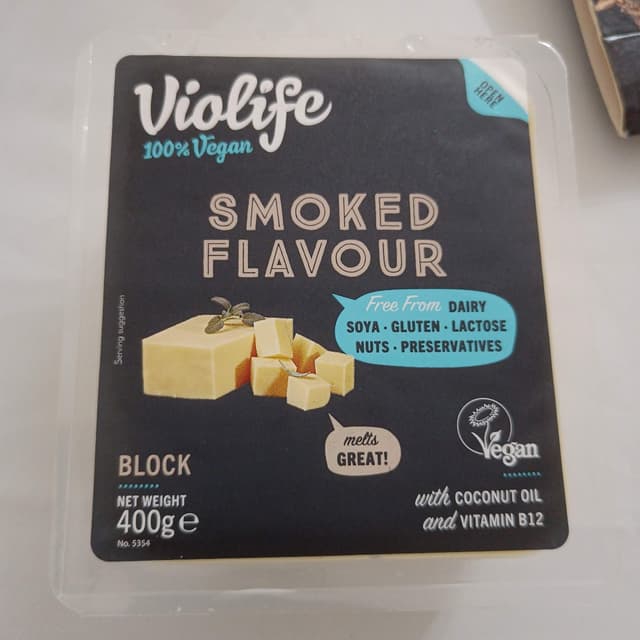 Violife
100% Vegan
OPEN
HERE
SMOKED
FLAVOUR
Free From DAIRY
SOYA · GLUTEN · LACTOSE
NUTS · PRESERVATIVES
Serving suggestion
melts
GREAT!
Vegan
BLOCK
NET WEIGHT
400g e
No. 5354
with COCONUT OIL
and VITAMIN B12